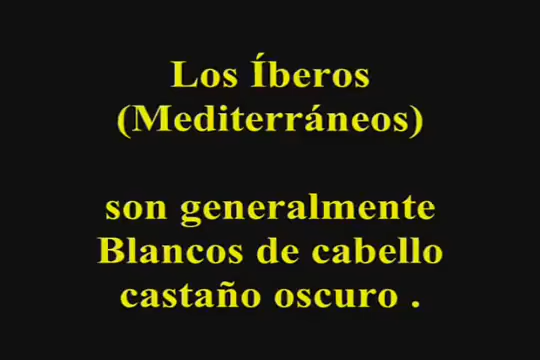 Los Íberos
(Mediterráneos)
son generalmente
Blancos de cabello
castaño oscuro .